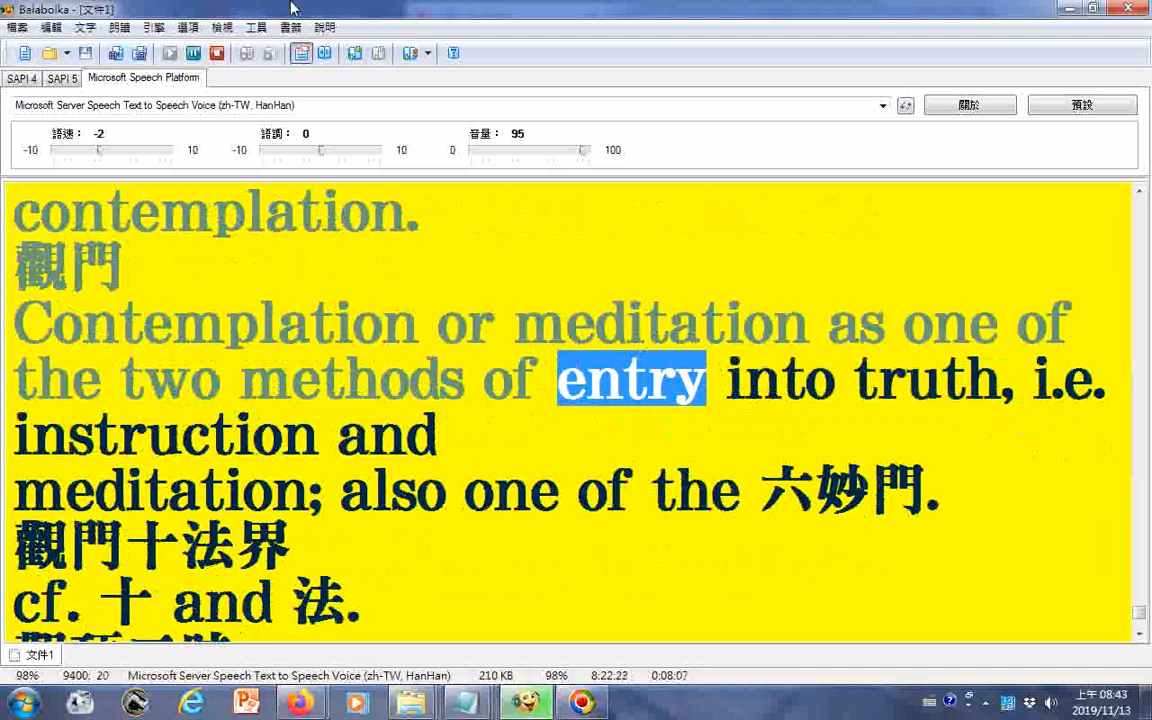 Balabolka - [文件1]
檔案 編輯 文字 朗讀 引擎 選項 檢視 工具 書籤 說明
SAPI 4 SAPI 5 Microsoft Speech Platform
Microsoft Server Speech Text to Speech Voice (zh-TW, HanHan) 關於 預設
語速： -2 語調： 0 音量： 95
-10 10 -10 10 0 100
contemplation.
觀門
Contemplation or meditation as one of
the two methods of entry into truth, i.e.
instruction and
meditation; also one of the 六妙門.
觀門十法界
cf. 十 and 法.
文件1
98% 9400; 20 Microsoft Server Speech Text to Speech Voice (zh-TW, HanHan) 210 KB 98% 8:22:23 0:08:07
上午 08:43
2019/11/13